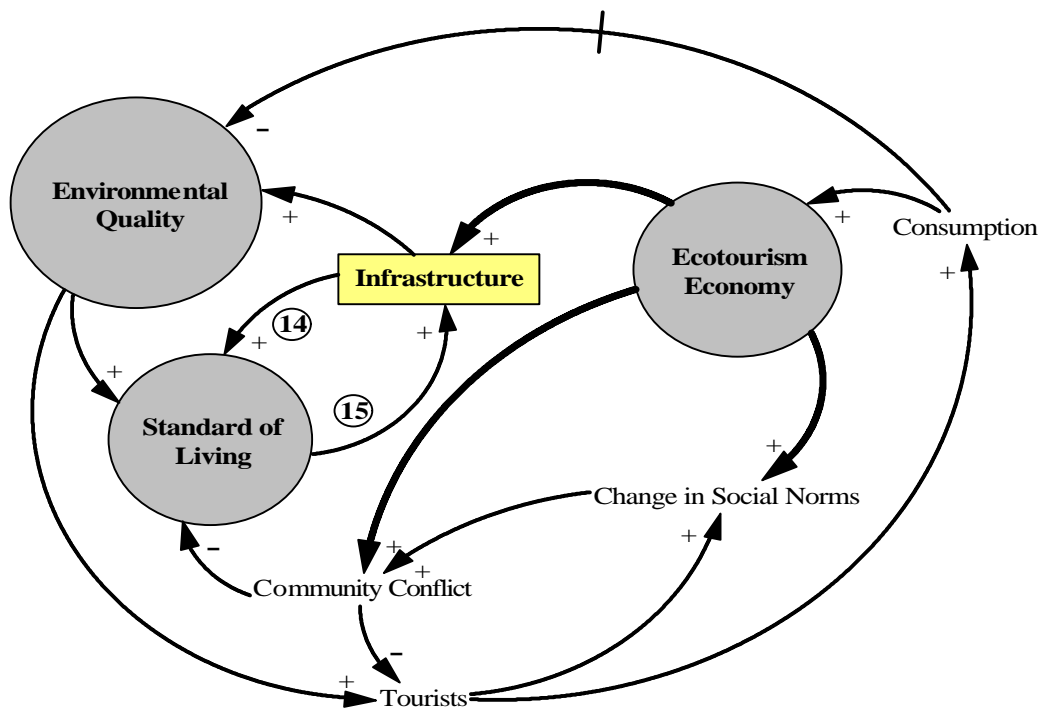 −
Environmental
Quality
+
+
Consumption
+
Ecotourism
Economy
+
Infrastructure
+
14
+
+
+
15
Standard of
Living
+
Change in Social Norms
−
+
+
+
Community Conflict
−
+
Tourists